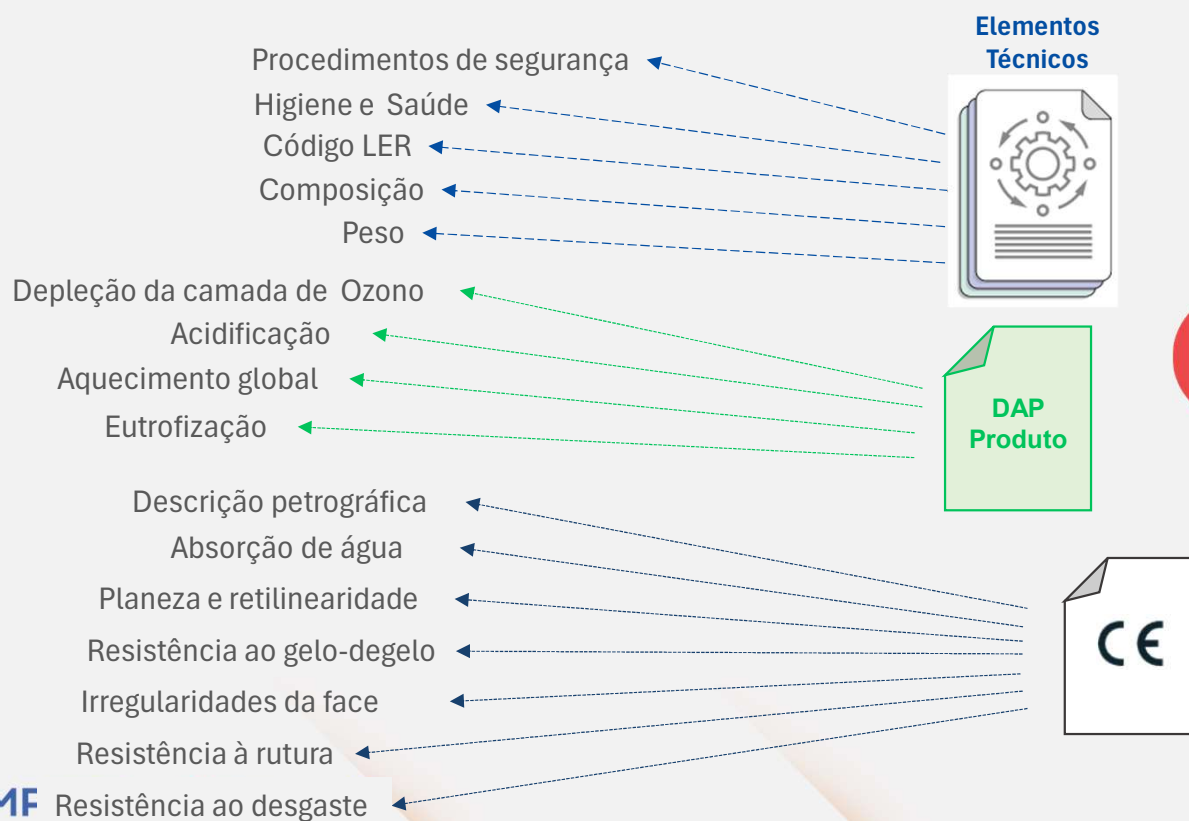 Elementos
Técnicos
Procedimentos de segurança
Higiene e Saúde
Código LER
Composição
Peso
Depleção da camada de Ozono
Acidificação
Aquecimento global
Eutrofização
DAP
Produto
Descrição petrográfica
Absorção de água
Planeza e retilinearidade
Resistência ao gelo-degelo
Irregularidades da face
Resistência à rutura
Resistência ao desgaste
CE